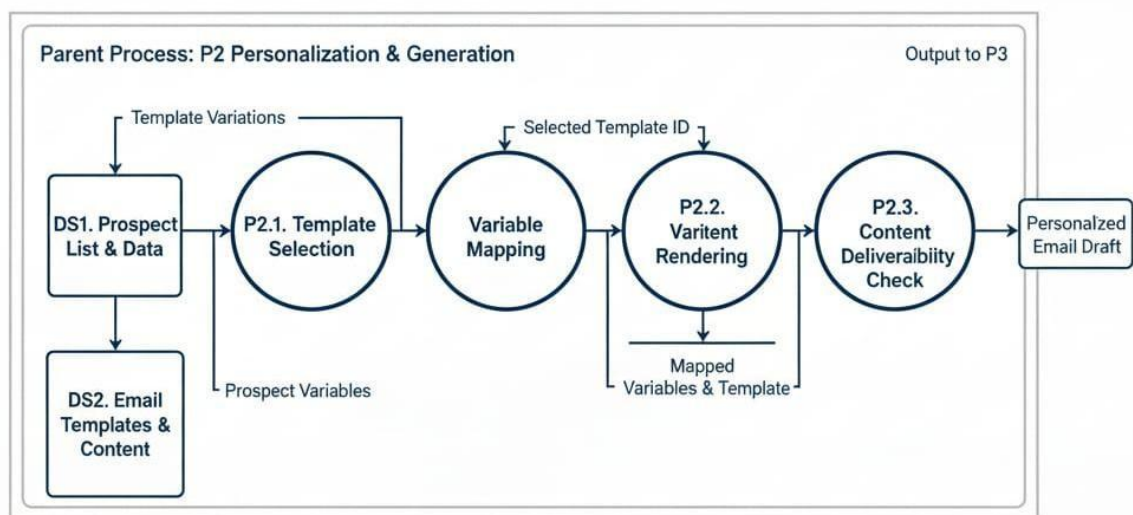 Parent Process: P2 Personalization & Generation
Output to P3
Template Variations
Selected Template ID
DS1. Prospect
List & Data
P2.1. Template
Selection
Variable
Mapping
P2.2.
Varitent
Rendering
P2.3.
Content
Deliveraíbiity
Check
Personalized
Email Draft
Prospect Variables
Mapped
Variables & Template
DS2. Email
Templates &
Content